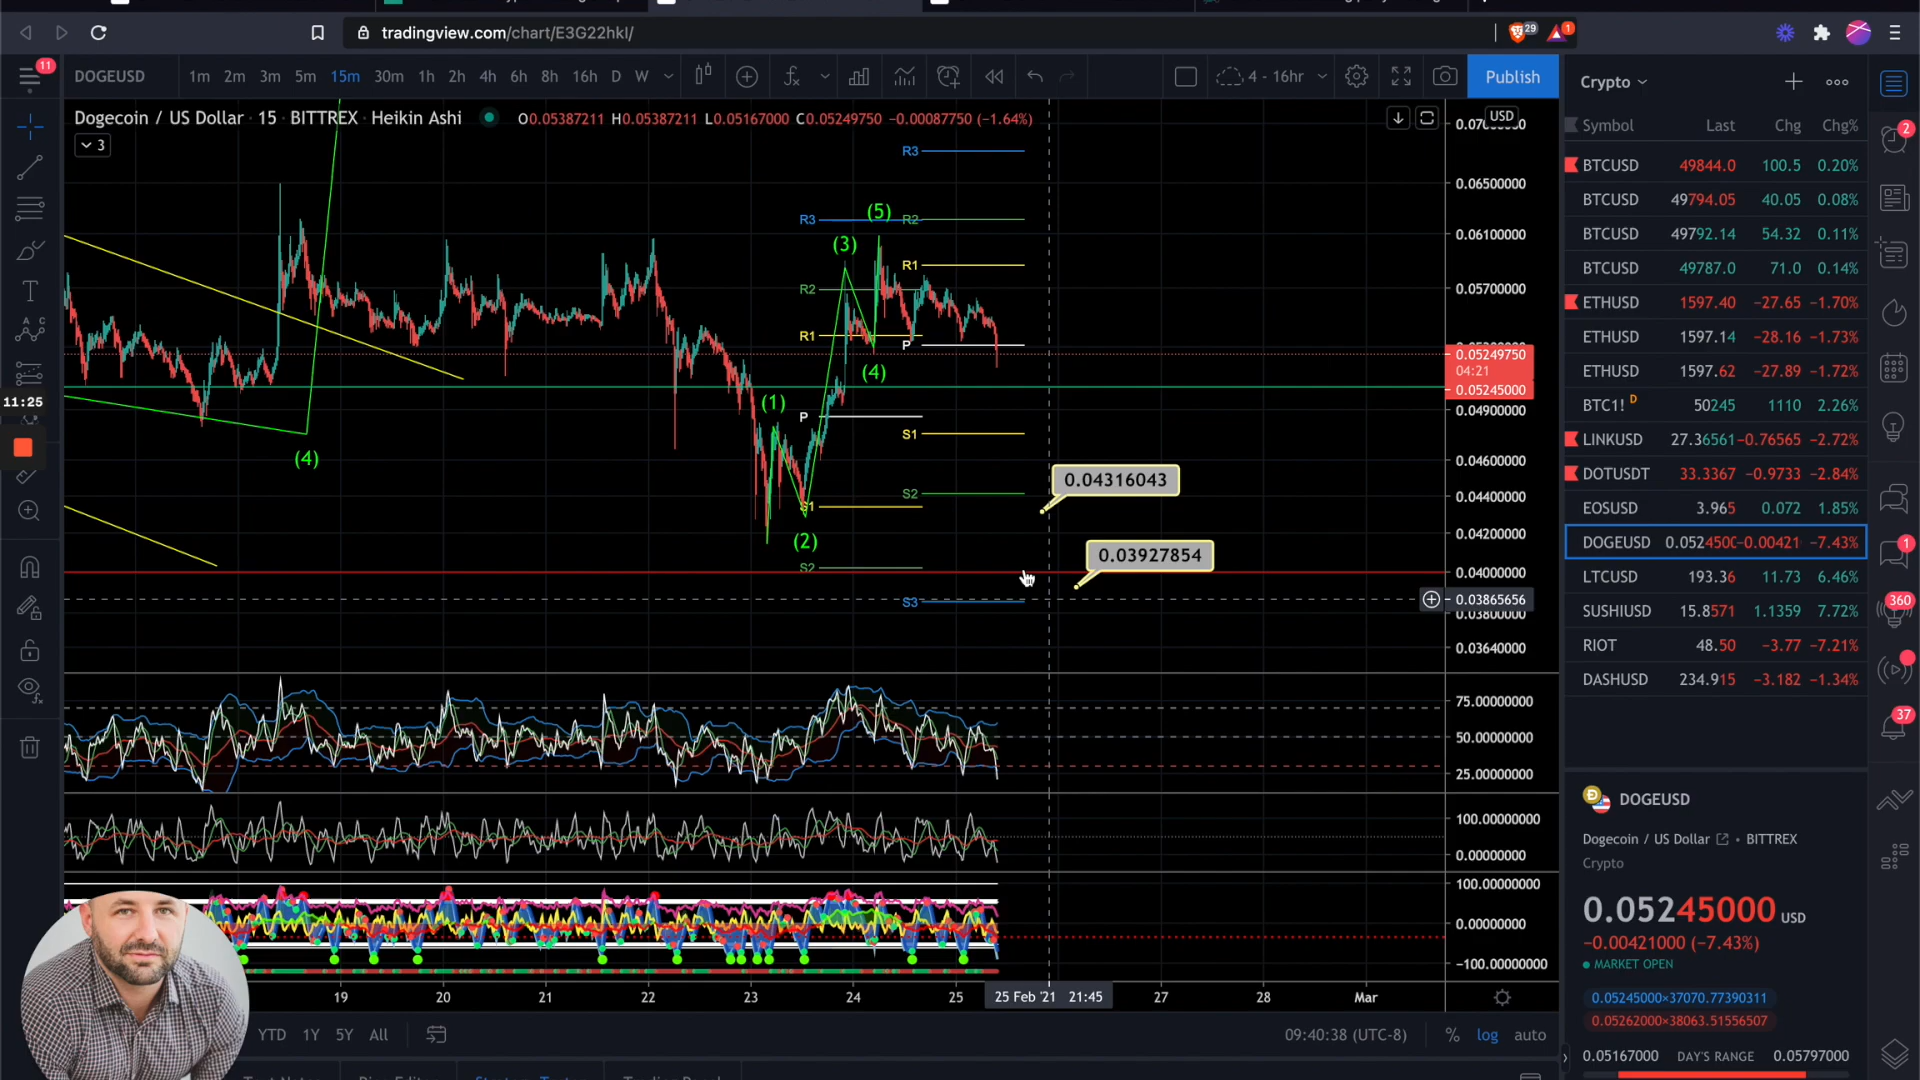 tradingview.com/chart/E3G22hkI/
29
1
11
DOGEUSD
1m 2m 3m 5m 15m 30m 1h 2h 4h 6h 8h 16h D W
4 - 16hr
Publish
Dogecoin / US Dollar · 15 · BITTREX · Heikin Ashi
O0.05387211 H0.05387211 L0.05167000 C0.05249750 -0.00087750 (-1.64%)
3
USD
0.06500000
0.06100000
0.05700000
0.05249750
04:21
0.05245000
0.04900000
0.04600000
0.04400000
0.04200000
0.04000000
0.03865656
0.03800000
0.03640000
R3
R3
(5)
R2
(3)
R1
R2
R1
P
(4)
(1)
P
S1
(4)
S2
S1
(2)
S2
S3
0.04316043
0.03927854
11:25
75.00000000
50.00000000
25.00000000
100.00000000
0.00000000
100.00000000
0.00000000
-100.00000000
19 20 21 22 23 24 25 25 Feb '21 21:45 27 28 Mar
YTD 1Y 5Y All
09:40:38 (UTC-8) % log auto
Crypto
Symbol Last Chg Chg%
BTCUSD 49844.0 100.5 0.20%
BTCUSD 49794.05 40.05 0.08%
BTCUSD 49792.14 54.32 0.11%
BTCUSD 49787.0 71.0 0.14%
ETHUSD 1597.40 -27.65 -1.70%
ETHUSD 1597.14 -28.16 -1.73%
ETHUSD 1597.62 -27.89 -1.72%
BTC1! D 50245 1110 2.26%
LINKUSD 27.36561 -0.76565 -2.72%
DOTUSDT 33.3367 -0.9733 -2.84%
EOSUSD 3.965 0.072 1.85%
DOGEUSD 0.052450 -0.00421 -7.43%
LTCUSD 193.36 11.73 6.46%
SUSHIUSD 15.8571 1.1359 7.72%
RIOT 48.50 -3.77 -7.21%
DASHUSD 234.915 -3.182 -1.34%
DOGEUSD
Dogecoin / US Dollar · BITTREX
Crypto
0.05245000 USD
-0.00421000 (-7.43%)
MARKET OPEN
0.05245000×37070.77390311
0.05262000×38063.51556507
0.05167000 DAY'S RANGE 0.05797000
2
1
360
37